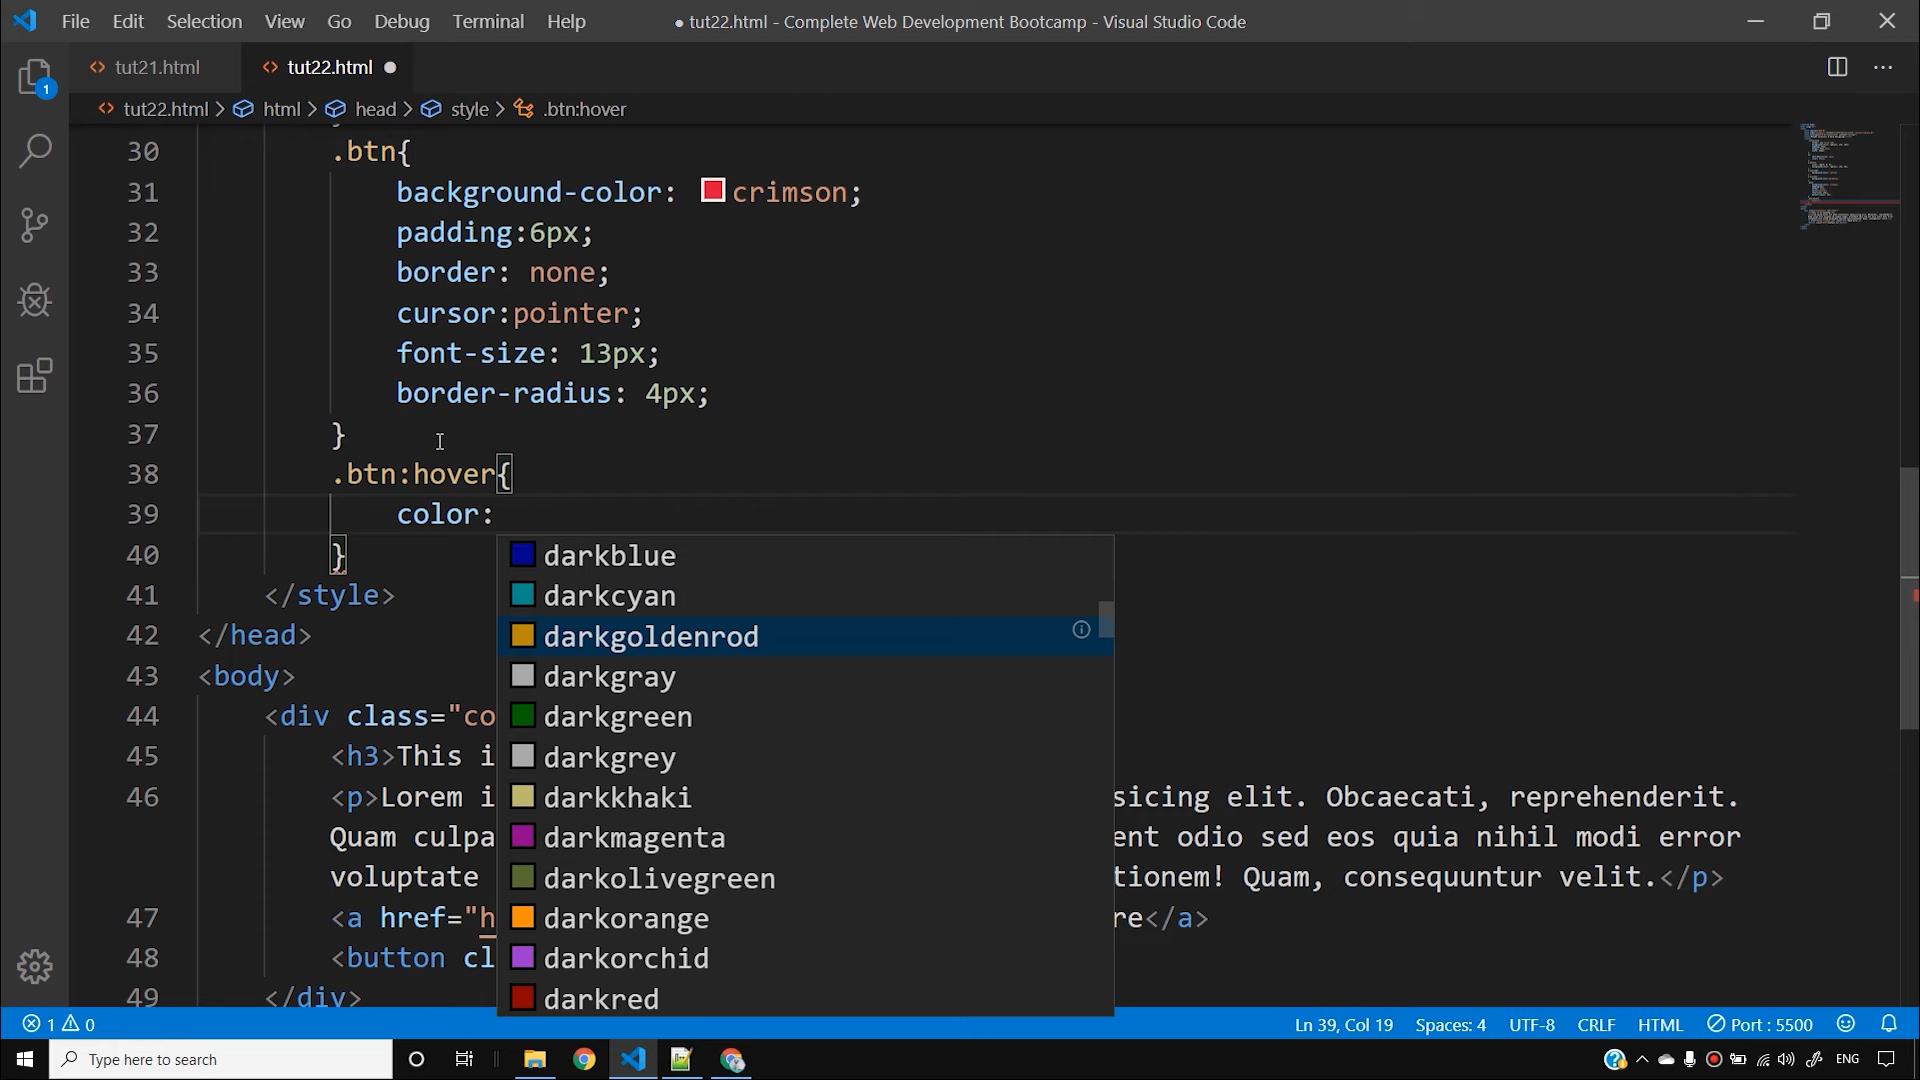 File Edit Selection View Go Debug Terminal Help
● tut22.html - Complete Web Development Bootcamp - Visual Studio Code
tut21.html
tut22.html ●
tut22.html > html > head > style > .btn:hover
1
30 .btn{
31 background-color: crimson;
32 padding:6px;
33 border: none;
34 cursor:pointer;
35 font-size: 13px;
36 border-radius: 4px;
37 }
38 .btn:hover{
39 color:
40 }
41 </style>
42 </head>
43 <body>
44 <div class="co
45 <h3>This i
46 <p>Lorem i sicing elit. Obcaecati, reprehenderit.
Quam culpa ent odio sed eos quia nihil modi error
voluptate tionem! Quam, consequuntur velit.</p>
47 <a href="h re</a>
48 <button cl
49 </div>
darkblue
darkcyan
darkgoldenrod
darkgray
darkgreen
darkgrey
darkkhaki
darkmagenta
darkolivegreen
darkorange
darkorchid
darkred
1 0
Ln 39, Col 19 Spaces: 4 UTF-8 CRLF HTML Port : 5500
Type here to search
ENG